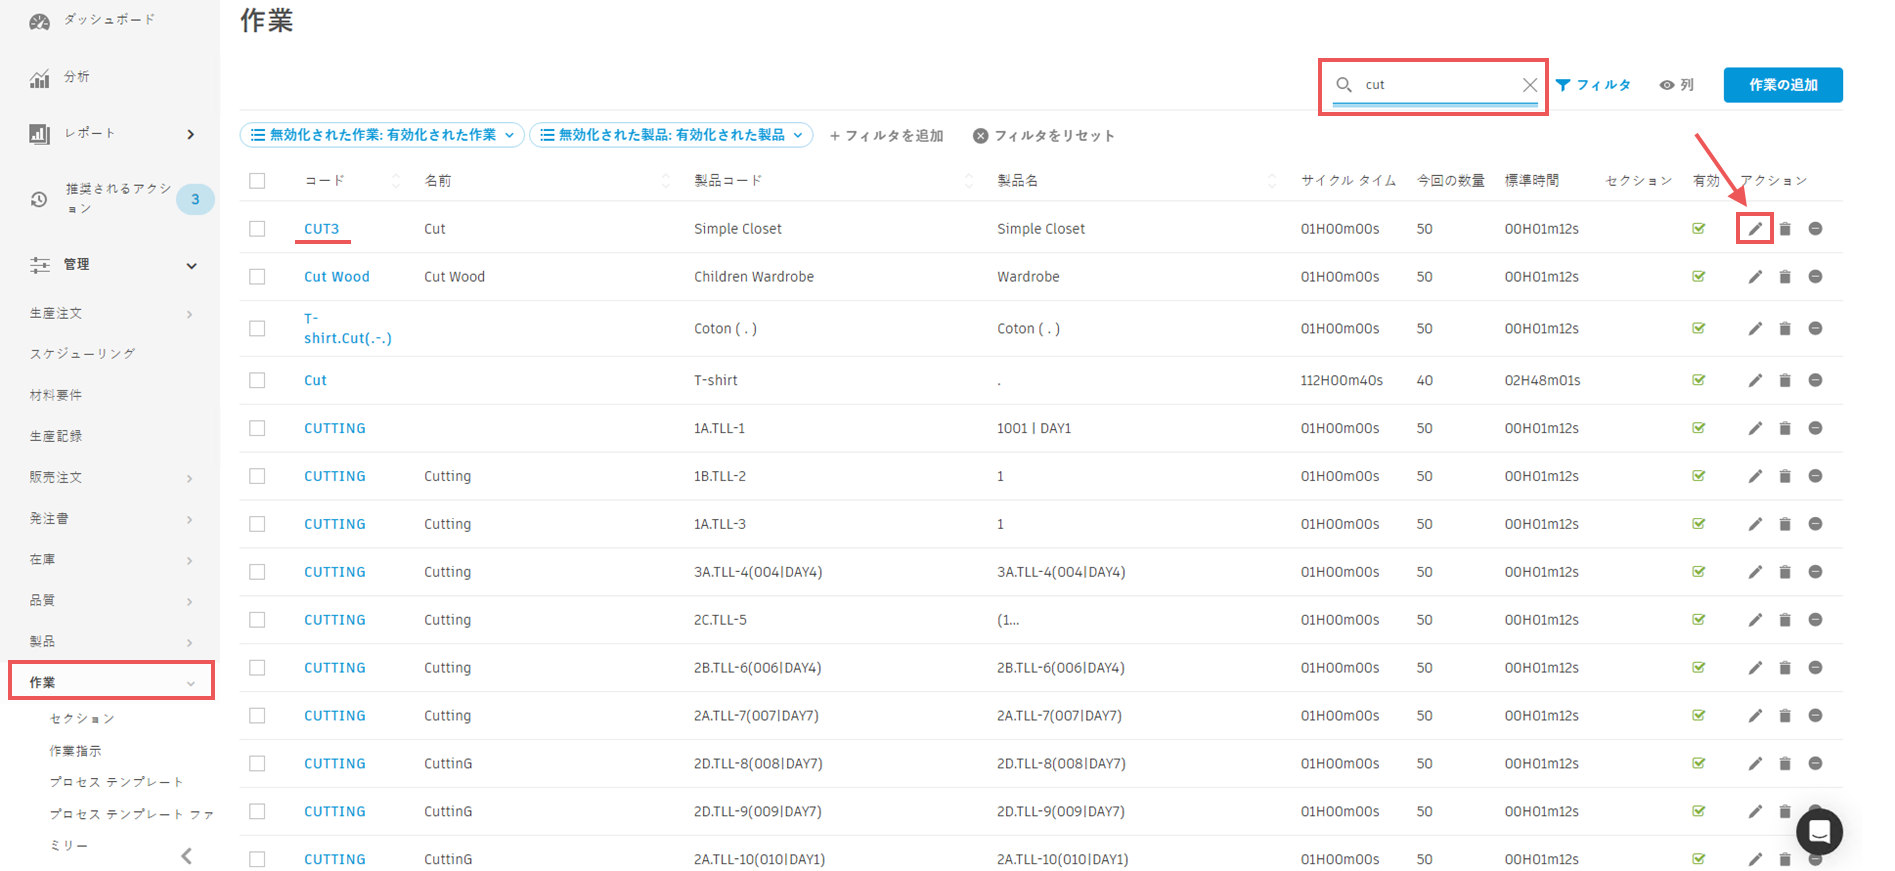 ダッシュボード
分析
レポート
推奨されるアクシ
ョン
3
管理
生産注文
スケジューリング
材料要件
生産記録
販売注文
発注書
在庫
品質
製品
作業
セクション
作業指示
プロセス テンプレート
プロセス テンプレート ファ
ミリー
作業
cut
フィルタ
列
作業の追加
無効化された作業: 有効化された作業
無効化された製品: 有効化された製品
+ フィルタを追加
フィルタをリセット
コード 名前 製品コード 製品名 サイクル タイム 今回の数量 標準時間 セクション 有効 アクション
CUT3 Cut Simple Closet Simple Closet 01H00m00s 50 00H01m12s
Cut Wood Cut Wood Children Wardrobe Wardrobe 01H00m00s 50 00H01m12s
T-
shirt.Cut(.-.) Coton ( . ) Coton ( . ) 01H00m00s 50 00H01m12s
Cut T-shirt . 112H00m40s 40 02H48m01s
CUTTING 1A.TLL-1 1001 | DAY1 01H00m00s 50 00H01m12s
CUTTING Cutting 1B.TLL-2 1 01H00m00s 50 00H01m12s
CUTTING Cutting 1A.TLL-3 1 01H00m00s 50 00H01m12s
CUTTING Cutting 3A.TLL-4(004|DAY4) 3A.TLL-4(004|DAY4) 01H00m00s 50 00H01m12s
CUTTING Cutting 2C.TLL-5 (1... 01H00m00s 50 00H01m12s
CUTTING Cutting 2B.TLL-6(006|DAY4) 2B.TLL-6(006|DAY4) 01H00m00s 50 00H01m12s
CUTTING Cutting 2A.TLL-7(007|DAY7) 2A.TLL-7(007|DAY7) 01H00m00s 50 00H01m12s
CUTTING CuttinG 2D.TLL-8(008|DAY7) 2D.TLL-8(008|DAY7) 01H00m00s 50 00H01m12s
CUTTING CuttinG 2D.TLL-9(009|DAY7) 2D.TLL-9(009|DAY7) 01H00m00s 50 00H01m12s
CUTTING CuttinG 2A.TLL-10(010|DAY1) 2A.TLL-10(010|DAY1) 01H00m00s 50 00H01m12s